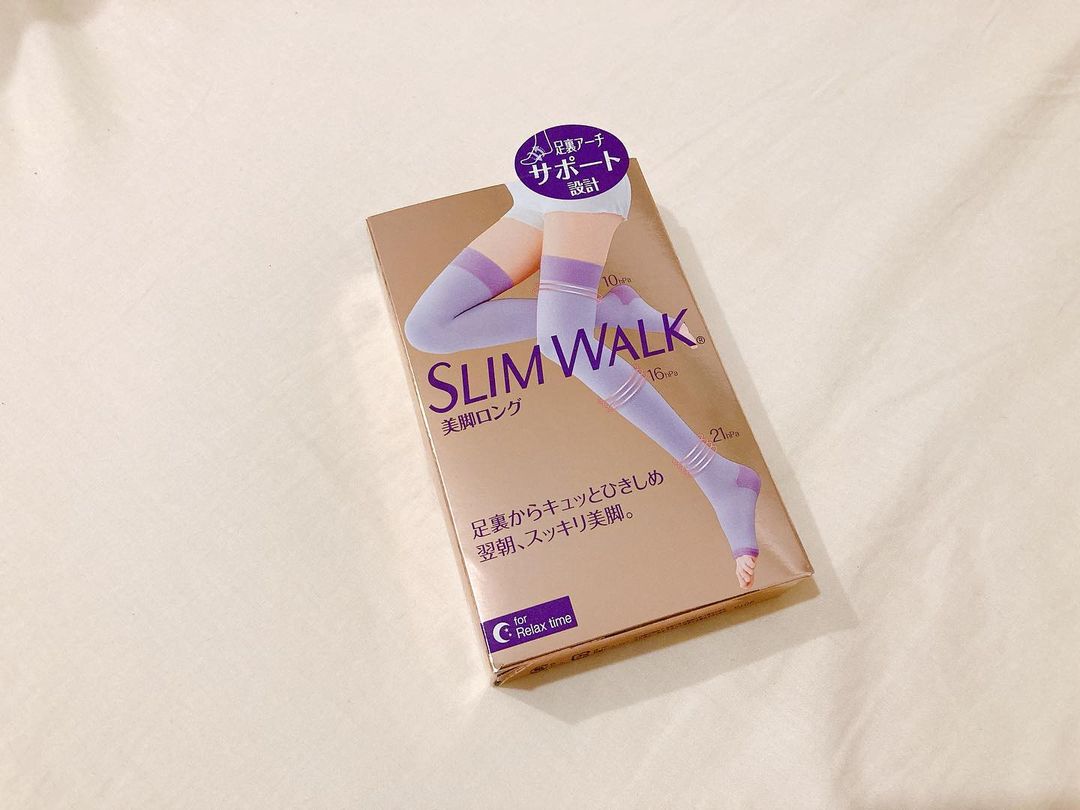 足裏アーチ
サポート
設計
10hPa
SLIM WALK®
16hPa
美脚ロング
21hPa
足裏からキュッとひきしめ
翌朝、スッキリ美脚。
for
Relax time